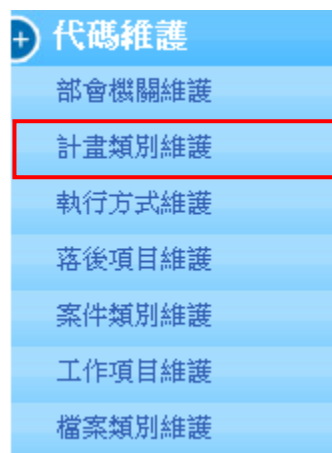 代碼維護
部會機關維護
計畫類別維護
執行方式維護
落後項目維護
案件類別維護
工作項目維護
檔案類別維護